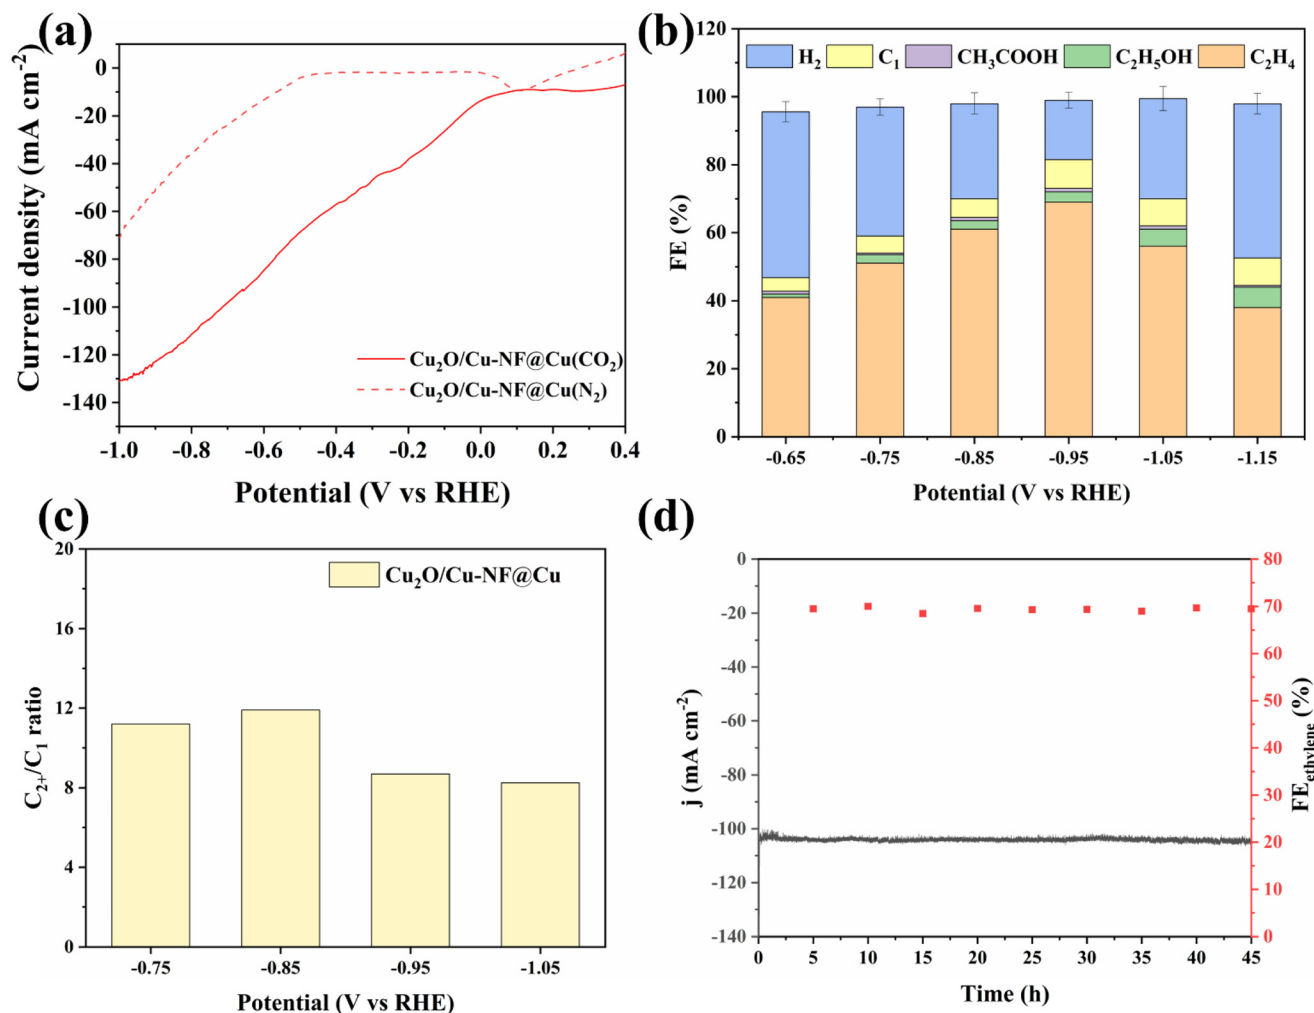 (a)
Current density (mA cm⁻²)
0
-20
-40
-60
-80
-100
-120
-140
Cu₂O/Cu-NF@Cu(CO₂)
Cu₂O/Cu-NF@Cu(N₂)
-1.0 -0.8 -0.6 -0.4 -0.2 0.0 0.2 0.4
Potential (V vs RHE)
(b)
FE (%)
120
100
80
60
40
20
0
H₂ C₁ CH₃COOH C₂H₅OH C₂H₄
-0.65 -0.75 -0.85 -0.95 -1.05 -1.15
Potential (V vs RHE)
(c)
C₂₊/C₁ ratio
20
16
12
8
4
0
Cu₂O/Cu-NF@Cu
-0.75 -0.85 -0.95 -1.05
Potential (V vs RHE)
(d)
j (mA cm⁻²)
0
-20
-40
-60
-80
-100
-120
-140
80
70
60
50
40
30
20
10
0
FEethylene (%)
0 5 10 15 20 25 30 35 40 45
Time (h)